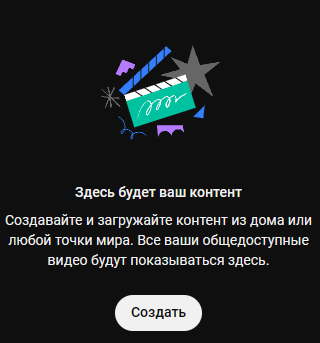 Здесь будет ваш контент
Создавайте и загружайте контент из дома или
любой точки мира. Все ваши общедоступные
видео будут показываться здесь.
Создать